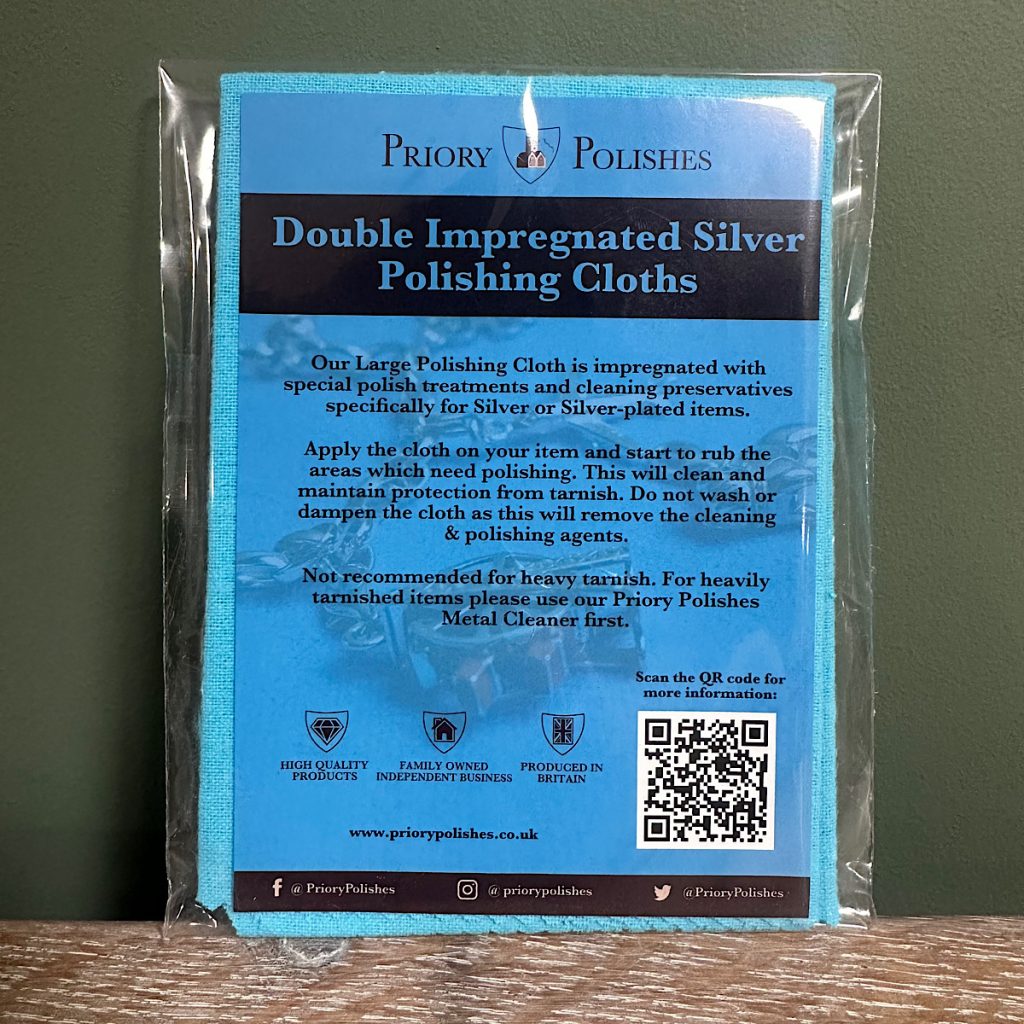 PRIORY POLISHES
Double Impregnated Silver
Polishing Cloths
Our Large Polishing Cloth is impregnated with
special polish treatments and cleaning preservatives
specifically for Silver or Silver-plated items.
Apply the cloth on your item and start to rub the
areas which need polishing. This will clean and
maintain protection from tarnish. Do not wash or
dampen the cloth as this will remove the cleaning
& polishing agents.
Not recommended for heavy tarnish. For heavily
tarnished items please use our Priory Polishes
Metal Cleaner first.
Scan the QR code for
more information:
HIGH QUALITY
PRODUCTS
FAMILY OWNED
INDEPENDENT BUSINESS
PRODUCED IN
BRITAIN
www.priorypolishes.co.uk
@ PrioryPolishes @ priorypolishes @PrioryPolishes